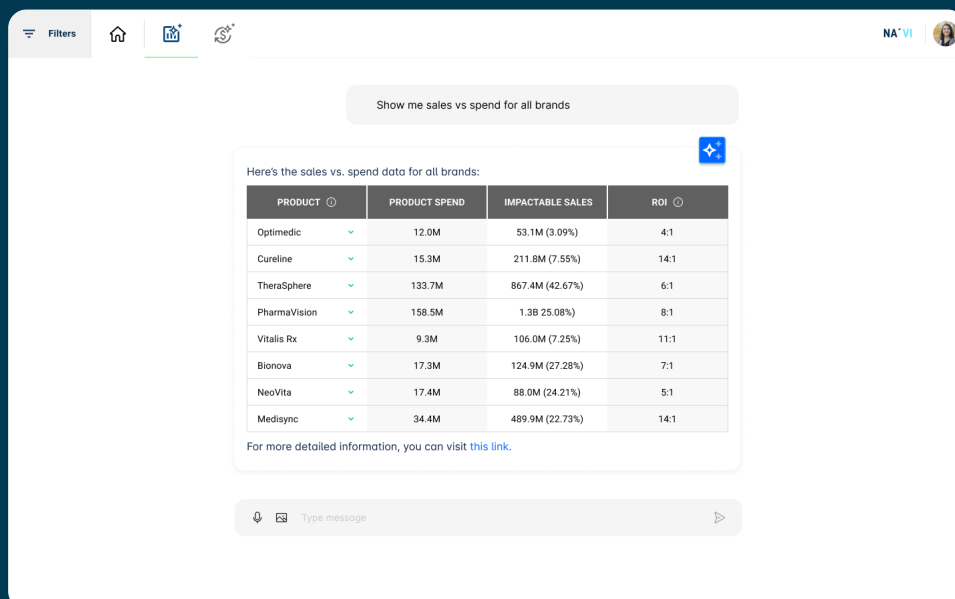 Filters
NA´VI
Show me sales vs spend for all brands
Here's the sales vs. spend data for all brands:
PRODUCT PRODUCT SPEND IMPACTABLE SALES ROI
Optimedic 12.0M 53.1M (3.09%) 4:1
Cureline 15.3M 211.8M (7.55%) 14:1
TheraSphere 133.7M 867.4M (42.67%) 6:1
PharmaVision 158.5M 1.3B 25.08%) 8:1
Vitalis Rx 9.3M 106.0M (7.25%) 11:1
Bionova 17.3M 124.9M (27.28%) 7:1
NeoVita 17.4M 88.0M (24.21%) 5:1
Medisync 34.4M 489.9M (22.73%) 14:1
For more detailed information, you can visit this link.
Type message